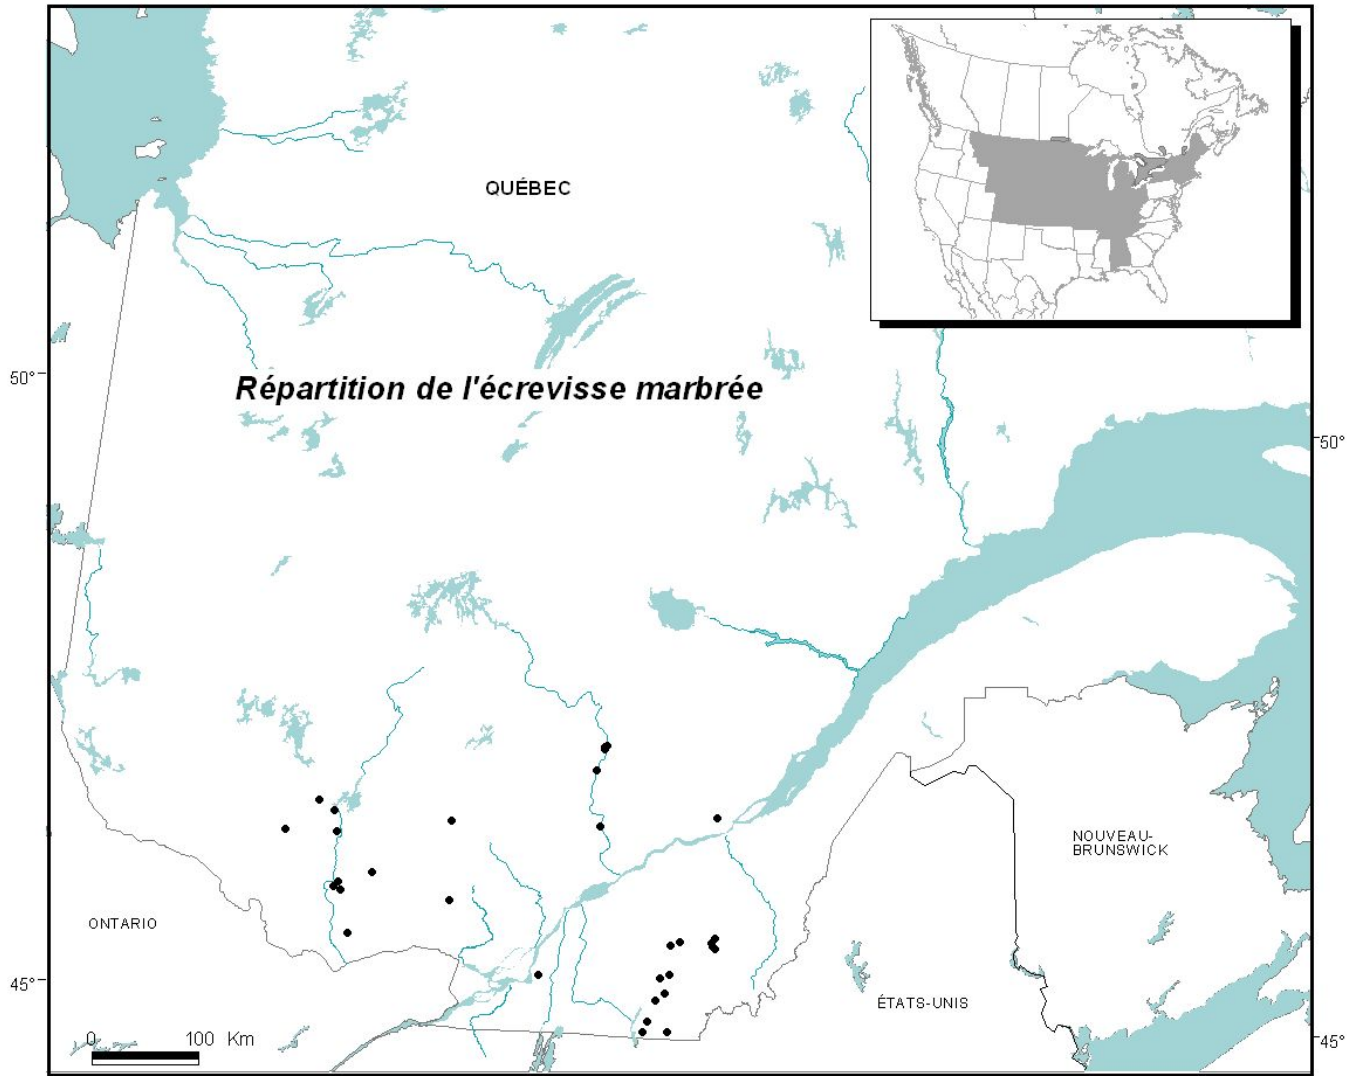 QUÉBEC
50°
Répartition de l'écrevisse marbrée
50°
NOUVEAU-
BRUNSWICK
ONTARIO
45°
ÉTATS-UNIS
0 100 Km
45°